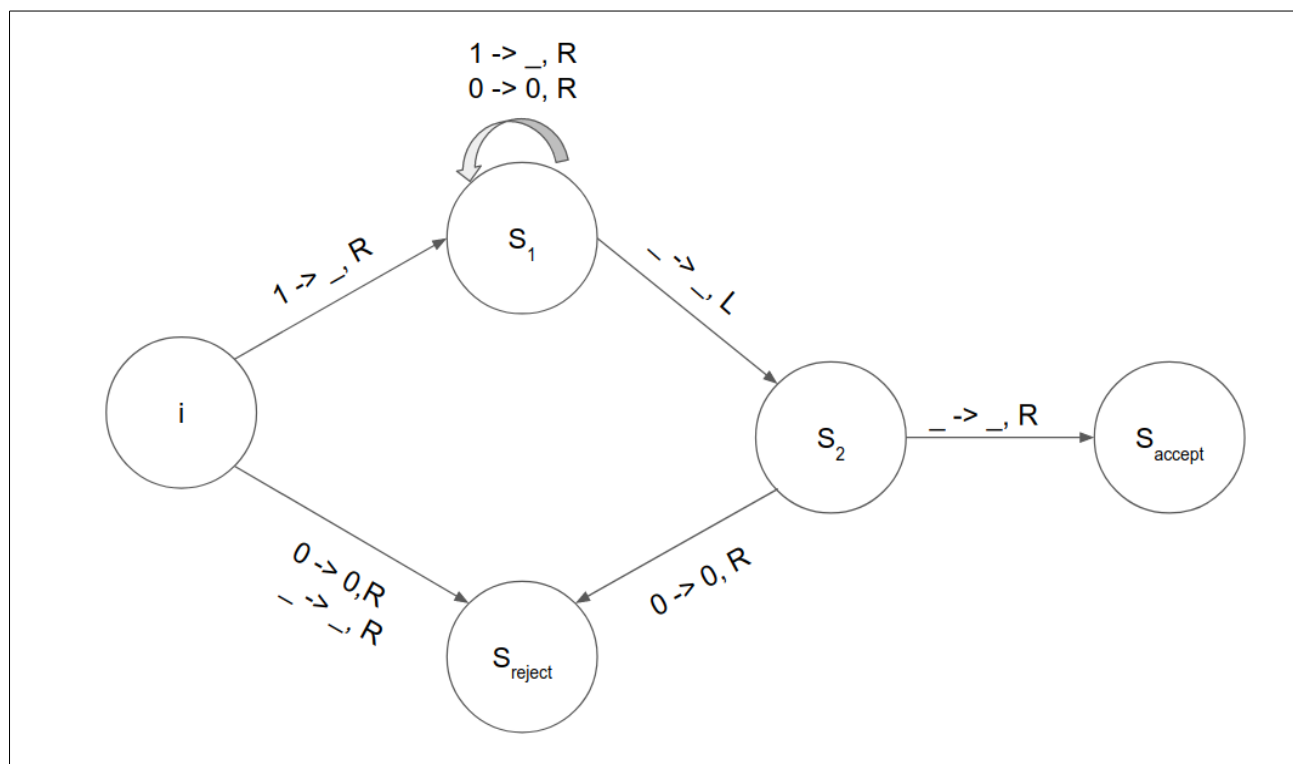 1 -> _, R
0 -> 0, R
S1
1 -> _, R
_ -> _, L
i
S2
_ -> _, R
Saccept
0 -> 0,R
_ -> _, R
0 -> 0, R
Sreject